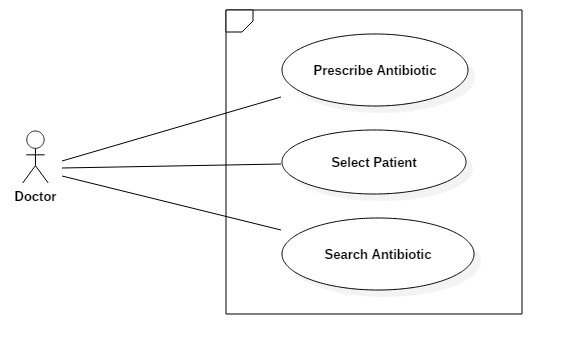 Prescribe Antibiotic
Select Patient
Doctor
Search Antibiotic